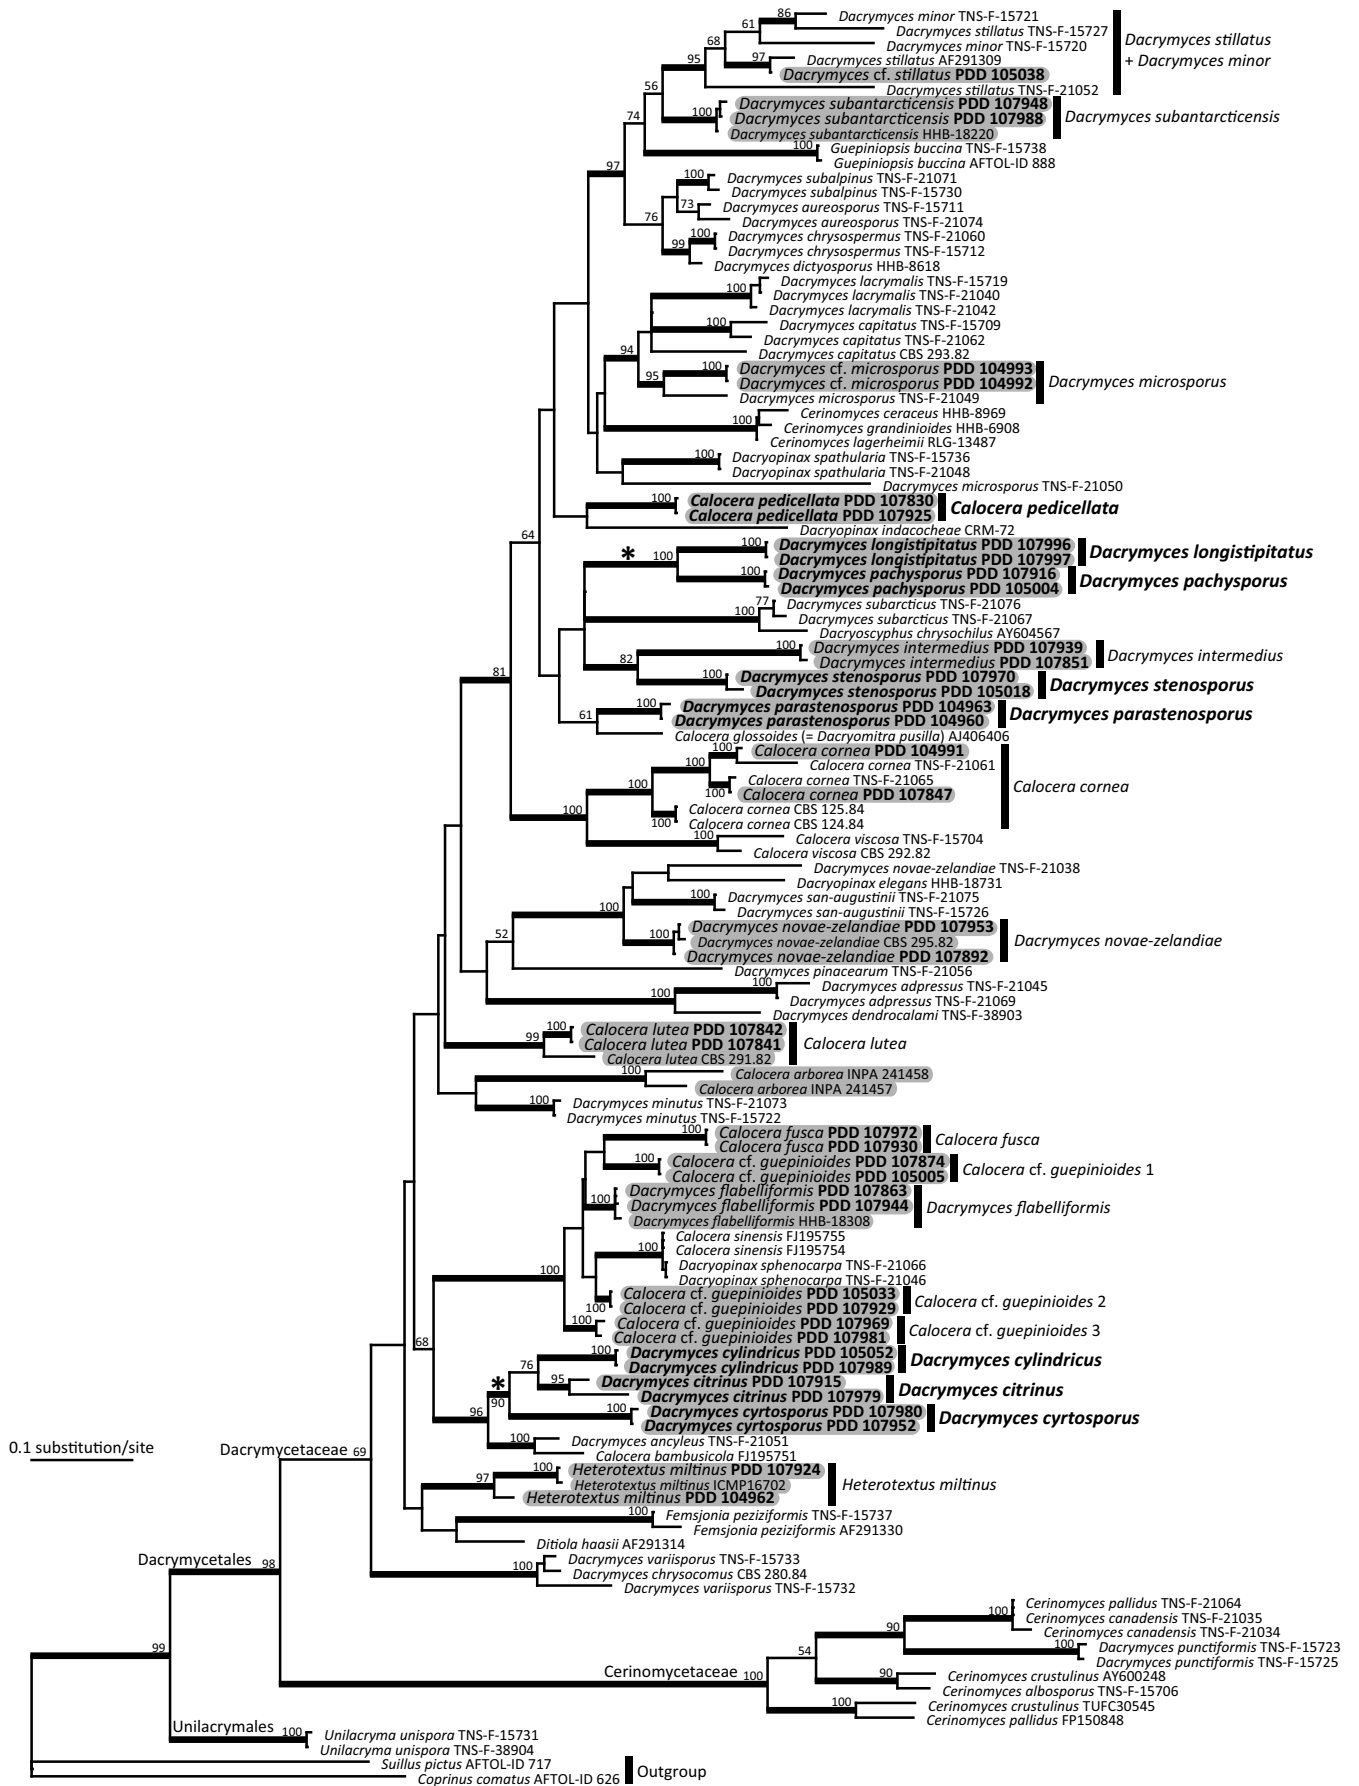 86
Dacrymyces minor TNS-F-15721
61
Dacrymyces stillatus TNS-F-15727
68
Dacrymyces minor TNS-F-15720
Dacrymyces stillatus
+ Dacrymyces minor
95
97
Dacrymyces stillatus AF291309
Dacrymyces cf. stillatus PDD 105038
56
Dacrymyces stillatus TNS-F-21052
100
Dacrymyces subantarcticensis PDD 107948
Dacrymyces subantarcticensis PDD 107988
Dacrymyces subantarcticensis
74
Dacrymyces subantarcticensis HHB-18220
100
Guepiniopsis buccina TNS-F-15738
Guepiniopsis buccina AFTOL-ID 888
97
100
Dacrymyces subalpinus TNS-F-21071
Dacrymyces subalpinus TNS-F-15730
73
Dacrymyces aureosporus TNS-F-15711
76
Dacrymyces aureosporus TNS-F-21074
100
Dacrymyces chrysospermus TNS-F-21060
99
Dacrymyces chrysospermus TNS-F-15712
Dacrymyces dictyosporus HHB-8618
100
Dacrymyces lacrymalis TNS-F-15719
Dacrymyces lacrymalis TNS-F-21040
Dacrymyces lacrymalis TNS-F-21042
100
Dacrymyces capitatus TNS-F-15709
Dacrymyces capitatus TNS-F-21062
94
Dacrymyces capitatus CBS 293.82
100
Dacrymyces cf. microsporus PDD 104993
95
Dacrymyces cf. microsporus PDD 104992
Dacrymyces microsporus
Dacrymyces microsporus TNS-F-21049
100
Cerinomyces ceraceus HHB-8969
Cerinomyces grandinioides HHB-6908
Cerinomyces lagerheimii RLG-13487
100
Dacryopinax spathularia TNS-F-15736
Dacryopinax spathularia TNS-F-21048
Dacrymyces microsporus TNS-F-21050
100
Calocera pedicellata PDD 107830
Calocera pedicellata PDD 107925
Calocera pedicellata
64
Dacryopinax indacocheae CRM-72
*
100
100
Dacrymyces longistipitatus PDD 107996
Dacrymyces longistipitatus PDD 107997
Dacrymyces longistipitatus
100
Dacrymyces pachysporus PDD 107916
Dacrymyces pachysporus PDD 105004
Dacrymyces pachysporus
77
100
Dacrymyces subarcticus TNS-F-21076
Dacrymyces subarcticus TNS-F-21067
Dacryoscyphus chrysochilus AY604567
100
Dacrymyces intermedius PDD 107939
82
Dacrymyces intermedius PDD 107851
Dacrymyces intermedius
81
100
Dacrymyces stenosporus PDD 107970
Dacrymyces stenosporus PDD 105018
Dacrymyces stenosporus
100
61
Dacrymyces parastenosporus PDD 104963
Dacrymyces parastenosporus PDD 104960
Dacrymyces parastenosporus
Calocera glossoides (= Dacryomitra pusilla) AJ406406
100
Calocera cornea PDD 104991
100
Calocera cornea TNS-F-21061
100
Calocera cornea TNS-F-21065
100
Calocera cornea PDD 107847
Calocera cornea
100
Calocera cornea CBS 125.84
100
Calocera cornea CBS 124.84
100
Calocera viscosa TNS-F-15704
Calocera viscosa CBS 292.82
Dacrymyces novae-zelandiae TNS-F-21038
Dacryopinax elegans HHB-18731
100
100
Dacrymyces san-augustinii TNS-F-21075
Dacrymyces san-augustinii TNS-F-15726
52
100
Dacrymyces novae-zelandiae PDD 107953
Dacrymyces novae-zelandiae CBS 295.82
Dacrymyces novae-zelandiae PDD 107892
Dacrymyces novae-zelandiae
Dacrymyces pinacearum TNS-F-21056
100
100
Dacrymyces adpressus TNS-F-21045
Dacrymyces adpressus TNS-F-21069
Dacrymyces dendrocalami TNS-F-38903
100
99
Calocera lutea PDD 107842
Calocera lutea PDD 107841
Calocera lutea CBS 291.82
Calocera lutea
100
Calocera arborea INPA 241458
Calocera arborea INPA 241457
100
Dacrymyces minutus TNS-F-21073
Dacrymyces minutus TNS-F-15722
100
Calocera fusca PDD 107972
Calocera fusca PDD 107930
Calocera fusca
100
Calocera cf. guepinioides PDD 107874
Calocera cf. guepinioides PDD 105005
Calocera cf. guepinioides 1
100
Dacrymyces flabelliformis PDD 107863
Dacrymyces flabelliformis PDD 107944
Dacrymyces flabelliformis HHB-18308
Dacrymyces flabelliformis
100
100
Calocera sinensis FJ195755
Calocera sinensis FJ195754
Dacryopinax sphenocarpa TNS-F-21066
Dacryopinax sphenocarpa TNS-F-21046
100
Calocera cf. guepinioides PDD 105033
Calocera cf. guepinioides PDD 107929
Calocera cf. guepinioides 2
100
Calocera cf. guepinioides PDD 107969
Calocera cf. guepinioides PDD 107981
Calocera cf. guepinioides 3
68
100
76
Dacrymyces cylindricus PDD 105052
Dacrymyces cylindricus PDD 107989
Dacrymyces cylindricus
*
90
95
Dacrymyces citrinus PDD 107915
Dacrymyces citrinus PDD 107979
Dacrymyces citrinus
96
100
Dacrymyces cyrtosporus PDD 107980
Dacrymyces cyrtosporus PDD 107952
Dacrymyces cyrtosporus
100
Dacrymyces ancyleus TNS-F-21051
Calocera bambusicola FJ195751
0.1 substitution/site
Dacrymycetaceae 69
100
97
Heterotextus miltinus PDD 107924
Heterotextus miltinus ICMP16702
Heterotextus miltinus PDD 104962
Heterotextus miltinus
100
Femsjonia peziziformis TNS-F-15737
Femsjonia peziziformis AF291330
Ditiola haasii AF291314
Dacrymycetales 98
100
Dacrymyces variisporus TNS-F-15733
Dacrymyces chrysocomus CBS 280.84
Dacrymyces variisporus TNS-F-15732
100
Cerinomyces pallidus TNS-F-21064
Cerinomyces canadensis TNS-F-21035
90
Cerinomyces canadensis TNS-F-21034
99
54
100
Dacrymyces punctiformis TNS-F-15723
Dacrymyces punctiformis TNS-F-15725
Cerinomycetaceae 100
90
Cerinomyces crustulinus AY600248
Cerinomyces albosporus TNS-F-15706
100
Cerinomyces crustulinus TUFC30545
Cerinomyces pallidus FP150848
Unilacrymales 100
Unilacryma unispora TNS-F-15731
Unilacryma unispora TNS-F-38904
Suillus pictus AFTOL-ID 717
Coprinus comatus AFTOL-ID 626
Outgroup